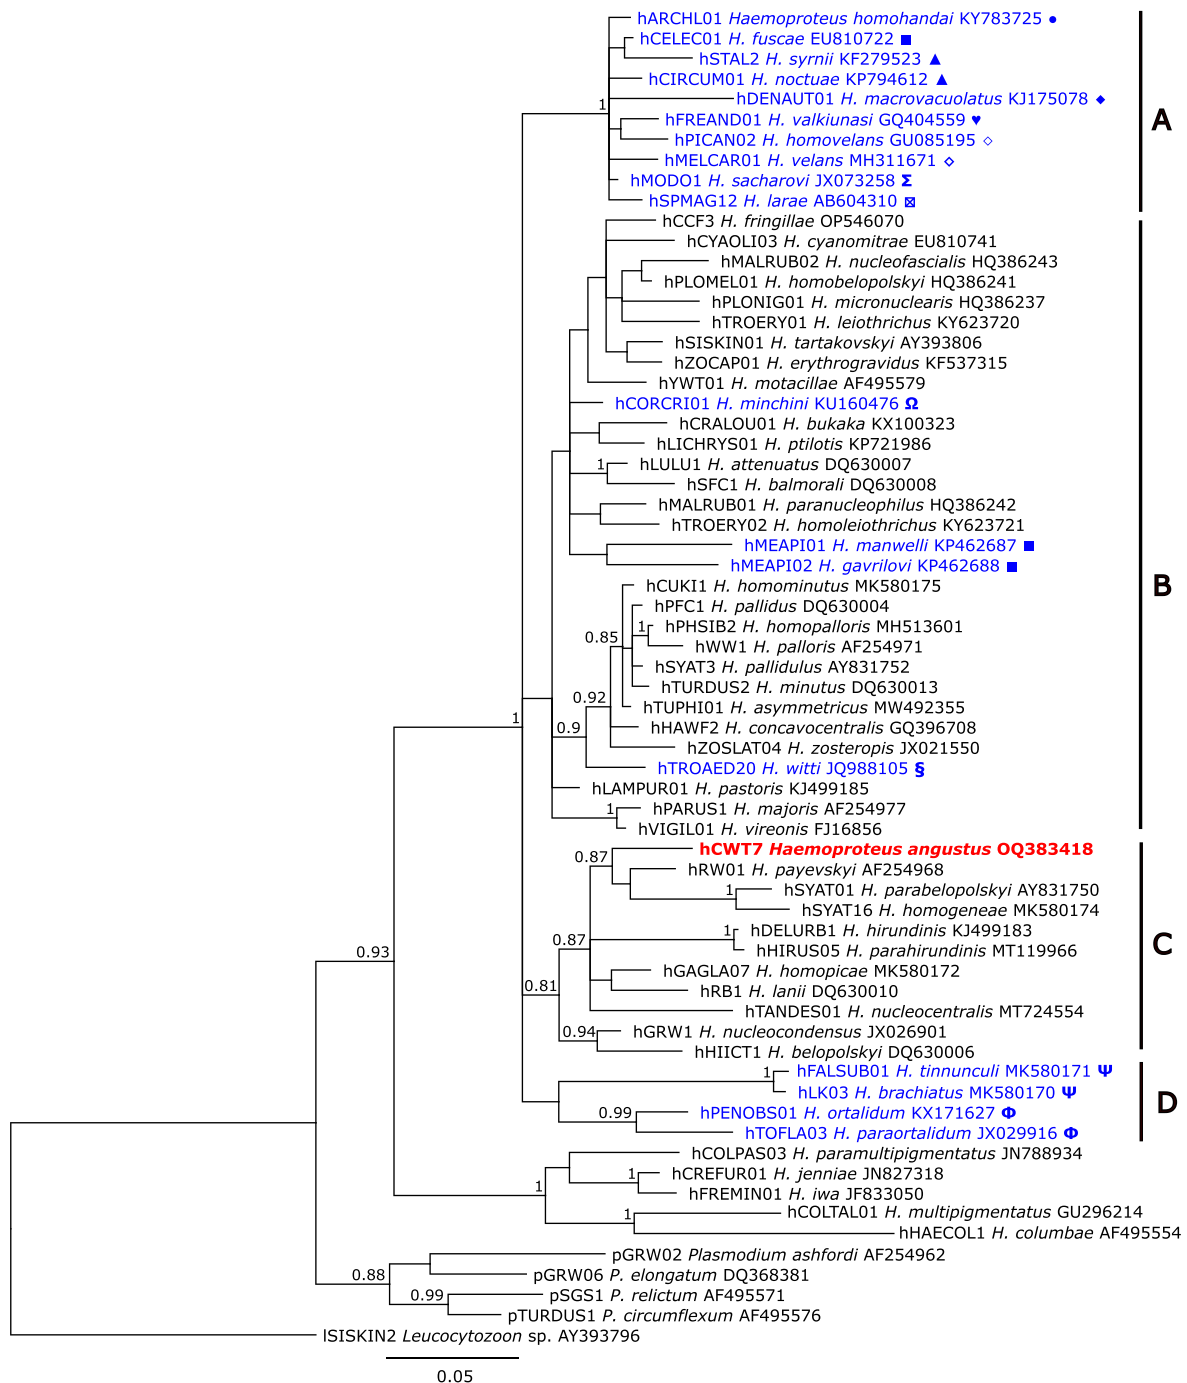 hARCHL01 Haemoproteus homohandai KY783725 ●
hCELEC01 H. fuscae EU810722 ■
hSTAL2 H. syrnii KF279523 ▲
hCIRCUM01 H. noctuae KP794612 ▲
1
hDENAUT01 H. macrovacuolatus KJ175078 ◆
A
hFREAND01 H. valkiunasi GQ404559 ♥
hPICAN02 H. homovelans GU085195 ◇
hMELCAR01 H. velans MH311671 ◇
hMODO1 H. sacharovi JX073258 Σ
hSPMAG12 H. larae AB604310 ⊠
hCCF3 H. fringillae OP546070
hCYAOLI03 H. cyanomitrae EU810741
hMALRUB02 H. nucleofascialis HQ386243
hPLOMEL01 H. homobelopolskyi HQ386241
hPLONIG01 H. micronuclearis HQ386237
hTROERY01 H. leiothrichus KY623720
hSISKIN01 H. tartakovskyi AY393806
hZOCAP01 H. erythrogravidus KF537315
hYWT01 H. motacillae AF495579
hCORCRI01 H. minchini KU160476 Ω
hCRALOU01 H. bukaka KX100323
hLICHRYS01 H. ptilotis KP721986
1
hLULU1 H. attenuatus DQ630007
hSFC1 H. balmorali DQ630008
hMALRUB01 H. paranucleophilus HQ386242
hTROERY02 H. homoleiothrichus KY623721
hMEAPI01 H. manwelli KP462687 ■
hMEAPI02 H. gavrilovi KP462688 ■
hCUKI1 H. homominutus MK580175
B
hPFC1 H. pallidus DQ630004
1
hPHSIB2 H. homopalloris MH513601
0.85
hWW1 H. palloris AF254971
hSYAT3 H. pallidulus AY831752
hTURDUS2 H. minutus DQ630013
0.92
hTUPHI01 H. asymmetricus MW492355
1
0.9
hHAWF2 H. concavocentralis GQ396708
hZOSLAT04 H. zosteropis JX021550
hTROAED20 H. witti JQ988105 §
hLAMPUR01 H. pastoris KJ499185
1
hPARUS1 H. majoris AF254977
hVIGIL01 H. vireonis FJ16856
hCWT7 Haemoproteus angustus OQ383418
0.87
hRW01 H. payevskyi AF254968
1
hSYAT01 H. parabelopolskyi AY831750
hSYAT16 H. homogeneae MK580174
1
hDELURB1 H. hirundinis KJ499183
0.87
hHIRUS05 H. parahirundinis MT119966
C
0.93
hGAGLA07 H. homopicae MK580172
0.81
hRB1 H. lanii DQ630010
hTANDES01 H. nucleocentralis MT724554
0.94
hGRW1 H. nucleocondensus JX026901
hHIICT1 H. belopolskyi DQ630006
1
hFALSUB01 H. tinnunculi MK580171 Ψ
hLK03 H. brachiatus MK580170 Ψ
D
0.99
hPENOBS01 H. ortalidum KX171627 Φ
hTOFLA03 H. paraortalidum JX029916 Φ
hCOLPAS03 H. paramultipigmentatus JN788934
1
hCREFUR01 H. jenniae JN827318
1
hFREMIN01 H. iwa JF833050
1
hCOLTAL01 H. multipigmentatus GU296214
hHAECOL1 H. columbae AF495554
pGRW02 Plasmodium ashfordi AF254962
0.88
pGRW06 P. elongatum DQ368381
0.99
pSGS1 P. relictum AF495571
pTURDUS1 P. circumflexum AF495576
lSISKIN2 Leucocytozoon sp. AY393796
0.05